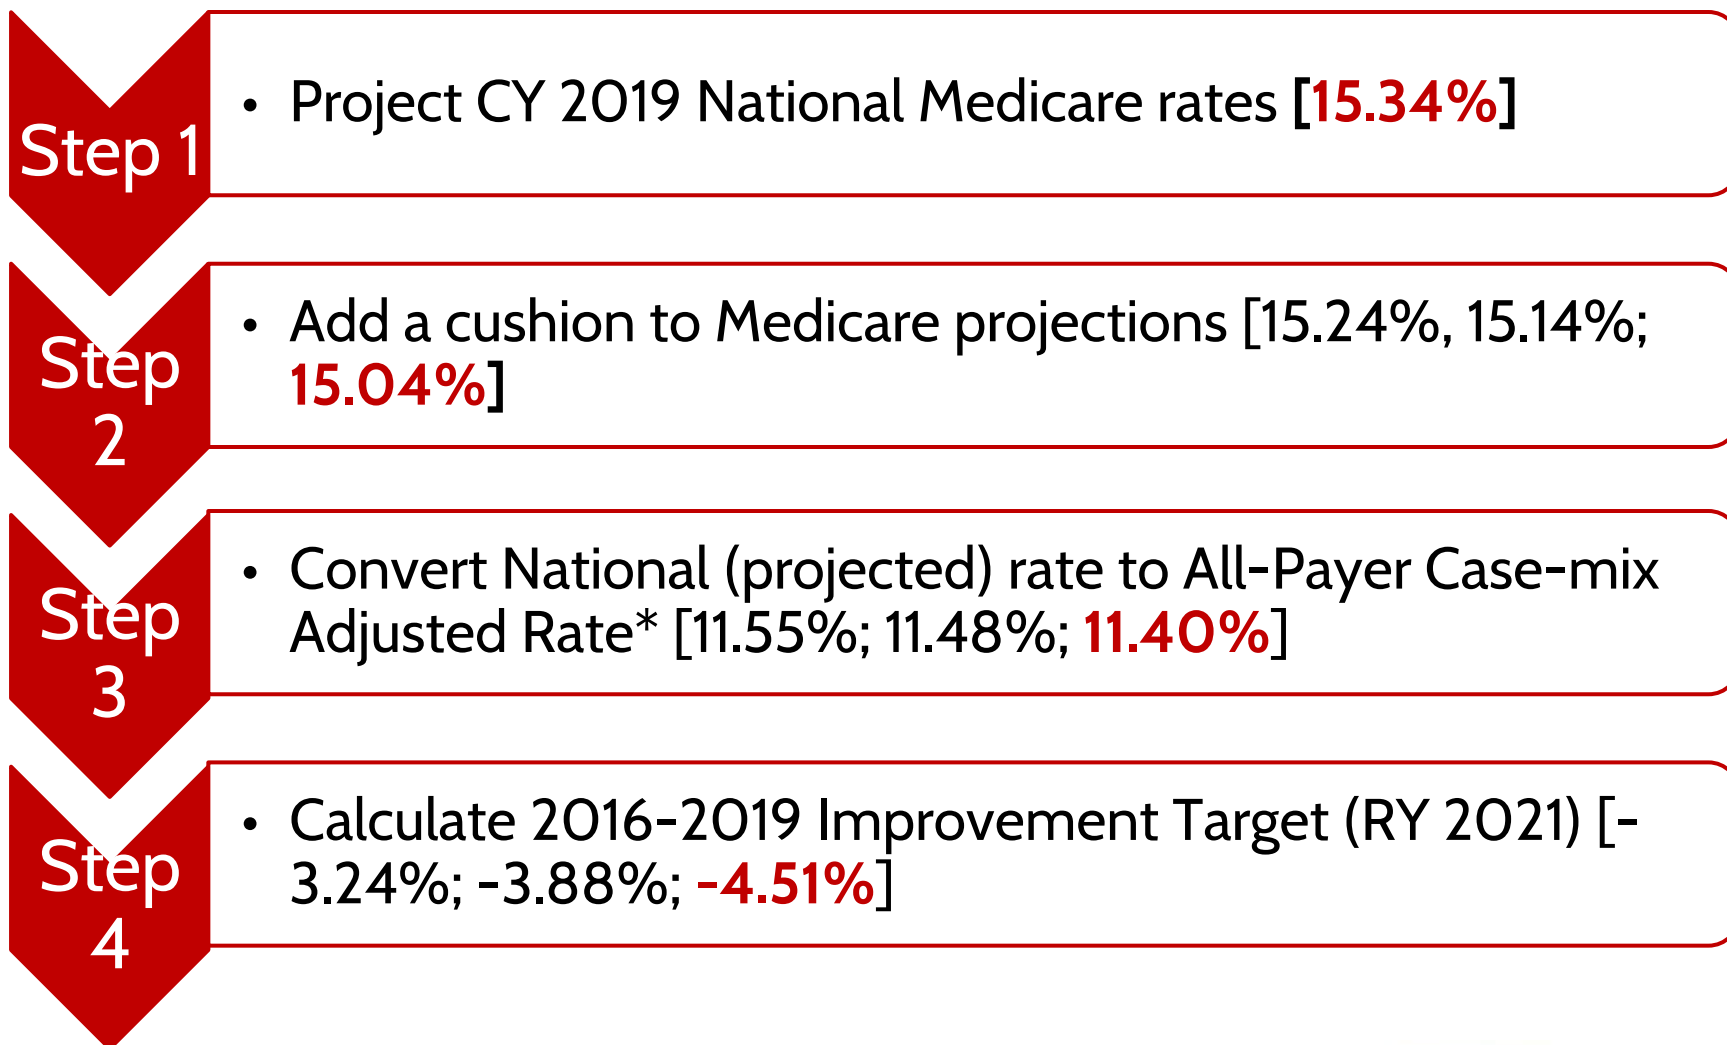 Step 1
• Project CY 2019 National Medicare rates [15.34%]
Step
2
• Add a cushion to Medicare projections [15.24%, 15.14%;
15.04%]
Step
3
• Convert National (projected) rate to All-Payer Case-mix
Adjusted Rate* [11.55%; 11.48%; 11.40%]
Step
4
• Calculate 2016-2019 Improvement Target (RY 2021) [-
3.24%; -3.88%; -4.51%]